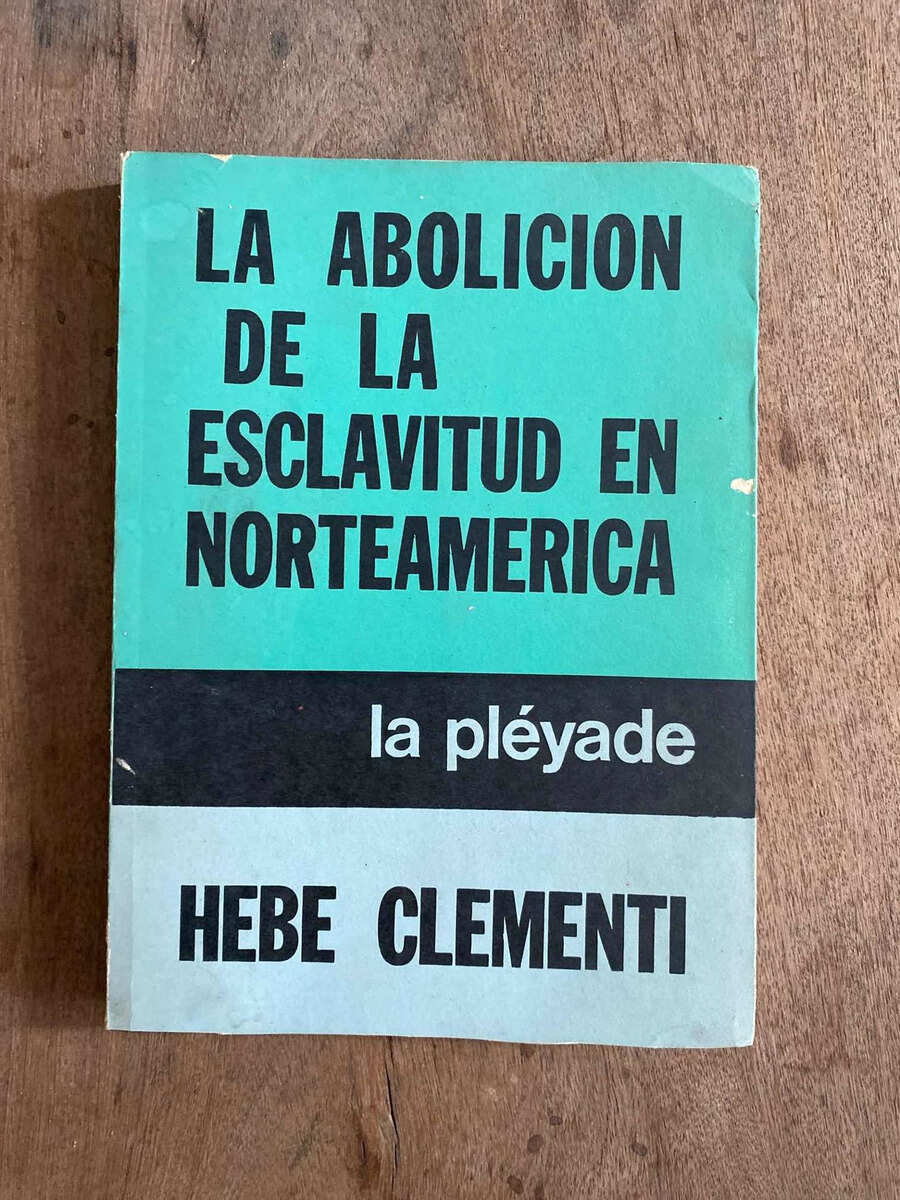 LA ABOLICION
DE LA
ESCLAVITUD EN
NORTEAMERICA
la pléyade
HEBE CLEMENTI